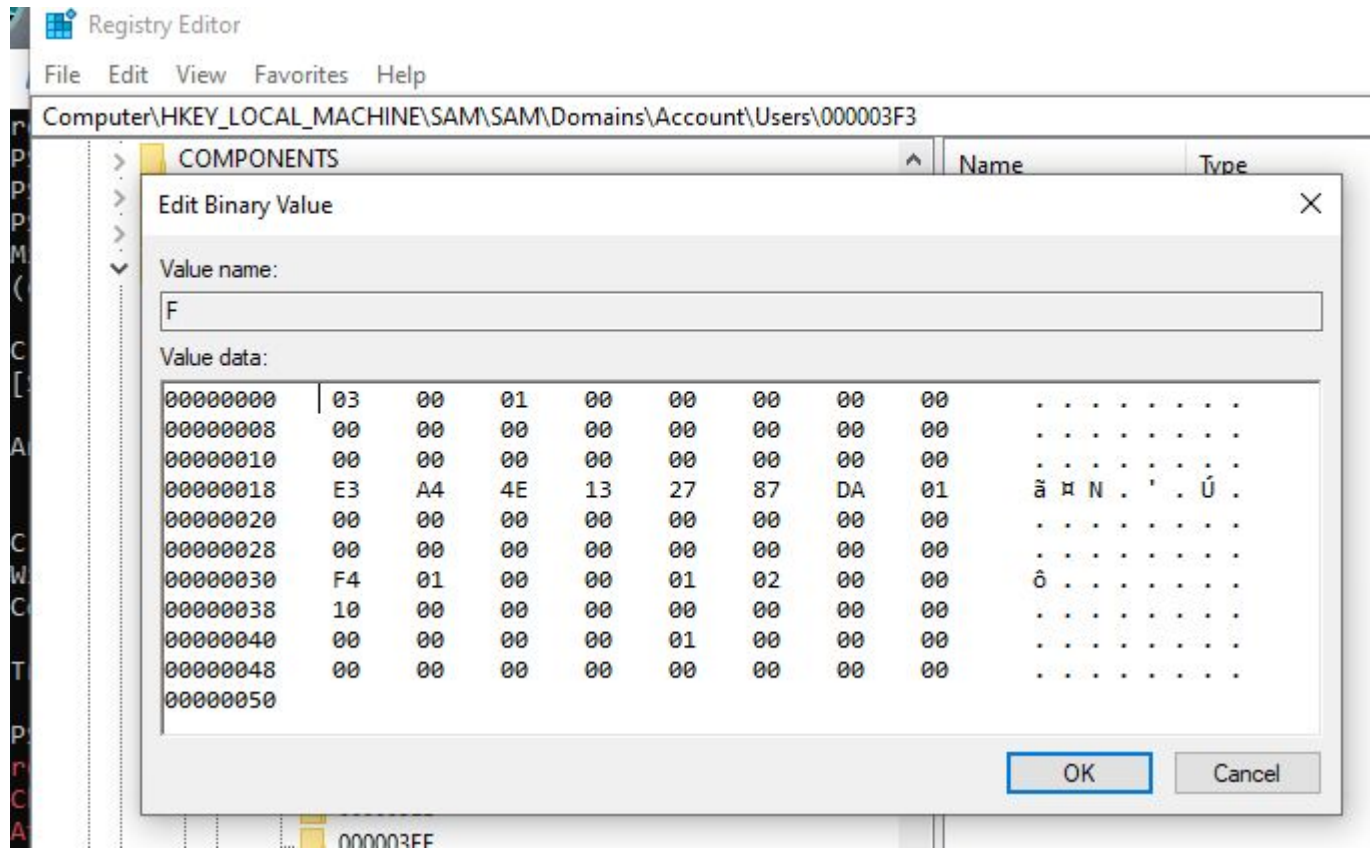 Registry Editor
File Edit View Favorites Help
Computer\HKEY_LOCAL_MACHINE\SAM\SAM\Domains\Account\Users\000003F3
COMPONENTS
Name Type
Edit Binary Value
Value name:
F
Value data:
00000000 03 00 01 00 00 00 00 00 . . . . . . . .
00000008 00 00 00 00 00 00 00 00 . . . . . . . .
00000010 00 00 00 00 00 00 00 00 . . . . . . . .
00000018 E3 A4 4E 13 27 87 DA 01 ã ¤ N . ' . Ú .
00000020 00 00 00 00 00 00 00 00 . . . . . . . .
00000028 00 00 00 00 00 00 00 00 . . . . . . . .
00000030 F4 01 00 00 01 02 00 00 ô . . . . . . .
00000038 10 00 00 00 00 00 00 00 . . . . . . . .
00000040 00 00 00 00 01 00 00 00 . . . . . . . .
00000048 00 00 00 00 00 00 00 00 . . . . . . . .
00000050
OK Cancel